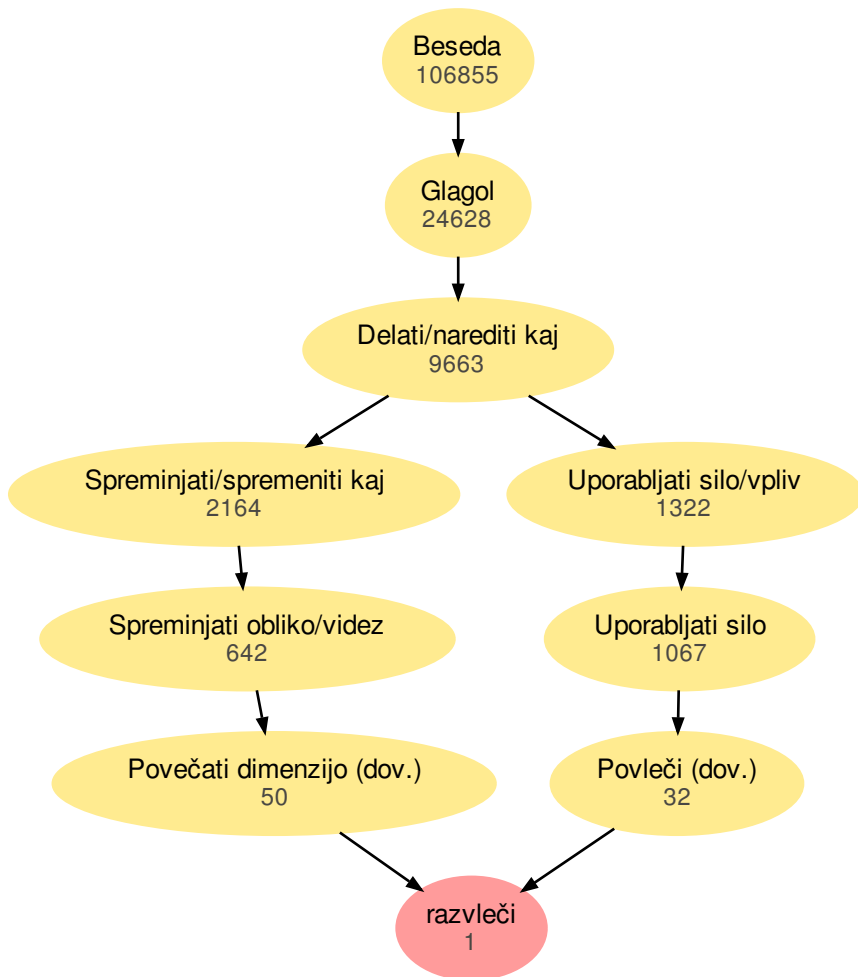 Beseda
106855
Glagol
24628
Delati/narediti kaj
9663
Spreminjati/spremeniti kaj
2164
Uporabljati silo/vpliv
1322
Spreminjati obliko/videz
642
Uporabljati silo
1067
Povečati dimenzijo (dov.)
50
Povleči (dov.)
32
razvleči
1